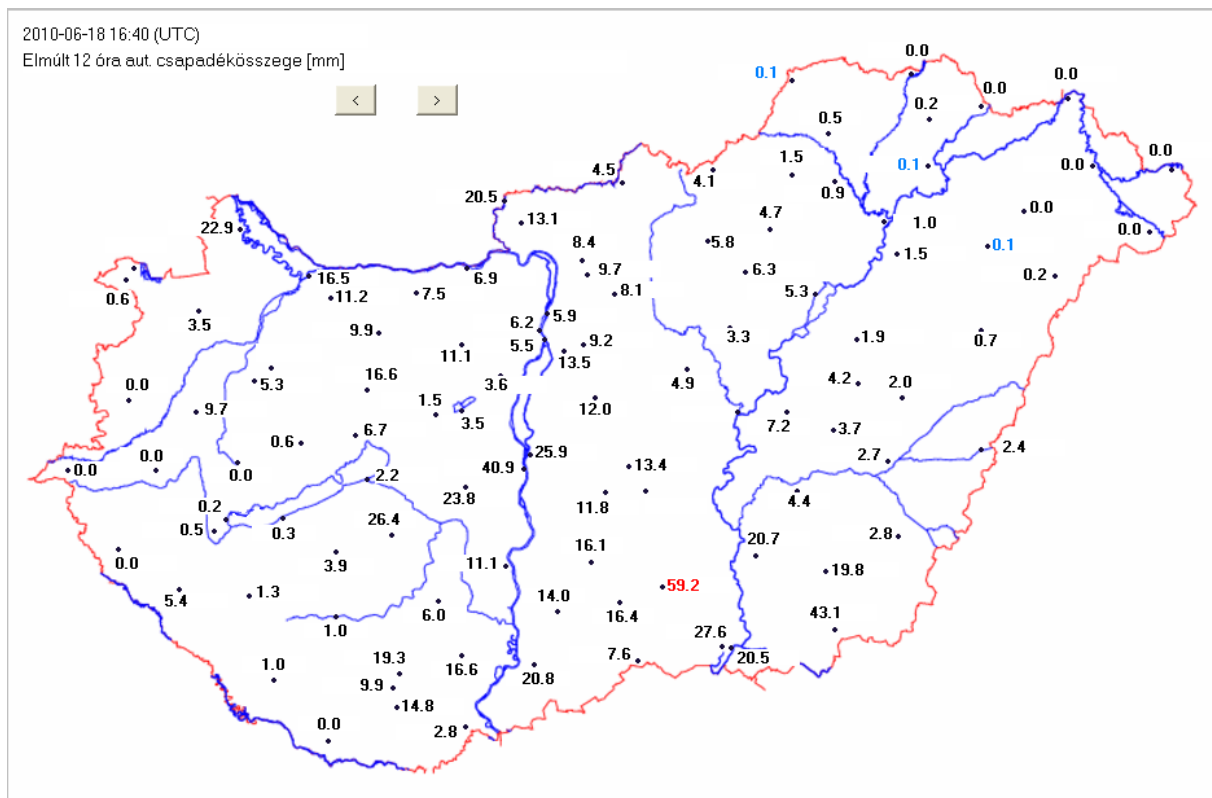 2010-06-18 16:40 (UTC)
Elmúlt 12 óra aut. csapadékösszege [mm]
< >
0.0
0.1 0.0
0.2
0.5
1.5 0.1 0.0 0.0
4.5 4.1 0.9
20.5 13.1 4.7 1.0 0.0
22.9 8.4 5.8 1.5 0.1 0.0
0.6 16.5 6.9 9.7 6.3 0.2
11.2 7.5 8.1 5.3
3.5 9.9 6.2 5.9 3.3 1.9 0.7
11.1 5.5 13.5 9.2
0.0 5.3 16.6 3.6 4.9 4.2 2.0
9.7 1.5 3.5 12.0 7.2
0.6 6.7 3.7
0.0 0.0 0.0 2.2 40.9 25.9 13.4 2.7 2.4
23.8 11.8 4.4
0.2 0.3 26.4
0.5 2.8
0.0 3.9 11.1 16.1 20.7 19.8
5.4 1.3 59.2
1.0 6.0 14.0 16.4 43.1
1.0 19.3 16.6 7.6 27.6 20.5
9.9 20.8
14.8
0.0 2.8